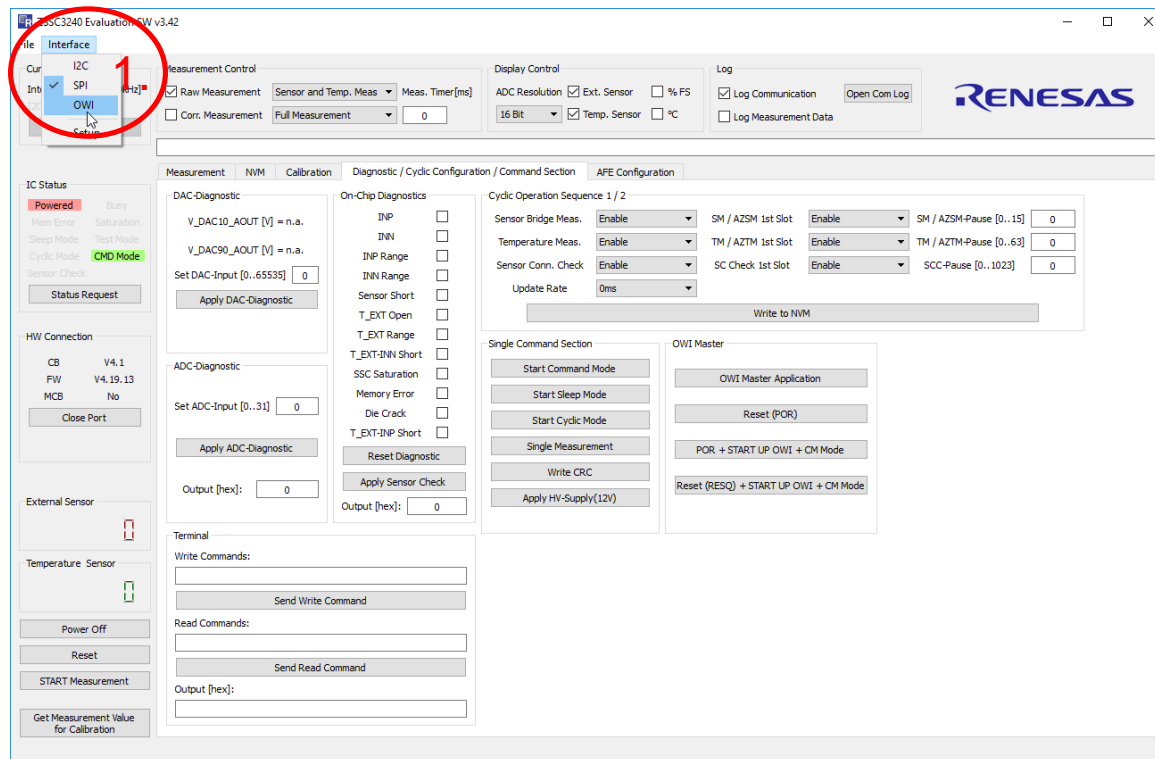 ZSSC3240 Evaluation SW v3.42
File Interface
I2C
SPI
OWI
Setup
1
kHz]
Measurement Control
Raw Measurement Sensor and Temp. Meas Meas. Timer[ms]
Corr. Measurement Full Measurement 0
Display Control
ADC Resolution Ext. Sensor % FS
16 Bit Temp. Sensor °C
Log
Log Communication Open Com Log
Log Measurement Data
RENESAS
Measurement NVM Calibration Diagnostic / Cyclic Configuration / Command Section AFE Configuration
IC Status
Powered Busy
Mem Error Saturation
Sleep Mode Test Mode
Cyclic Mode CMD Mode
Sensor Check
Status Request
HW Connection
CB V4.1
FW V4.19.13
MCB No
Close Port
External Sensor
0
Temperature Sensor
0
Power Off
Reset
START Measurement
Get Measurement Value
for Calibration
DAC-Diagnostic
V_DAC10_AOUT [V] = n.a.
V_DAC90_AOUT [V] = n.a.
Set DAC-Input [0..65535] 0
Apply DAC-Diagnostic
ADC-Diagnostic
Set ADC-Input [0..31] 0
Apply ADC-Diagnostic
Output [hex]: 0
On-Chip Diagnostics
INP
INN
INP Range
INN Range
Sensor Short
T_EXT Open
T_EXT Range
T_EXT-INN Short
SSC Saturation
Memory Error
Die Crack
T_EXT-INP Short
Reset Diagnostic
Apply Sensor Check
Output [hex]: 0
Cyclic Operation Sequence 1 / 2
Sensor Bridge Meas. Enable SM / AZSM 1st Slot Enable SM / AZSM-Pause [0..15] 0
Temperature Meas. Enable TM / AZTM 1st Slot Enable TM / AZTM-Pause [0..63] 0
Sensor Conn. Check Enable SC Check 1st Slot Enable SCC-Pause [0..1023] 0
Update Rate 0ms
Write to NVM
Single Command Section
Start Command Mode
Start Sleep Mode
Start Cyclic Mode
Single Measurement
Write CRC
Apply HV-Supply(12V)
OWI Master
OWI Master Application
Reset (POR)
POR + START UP OWI + CM Mode
Reset (RESQ) + START UP OWI + CM Mode
Terminal
Write Commands:
Send Write Command
Read Commands:
Send Read Command
Output [hex]: